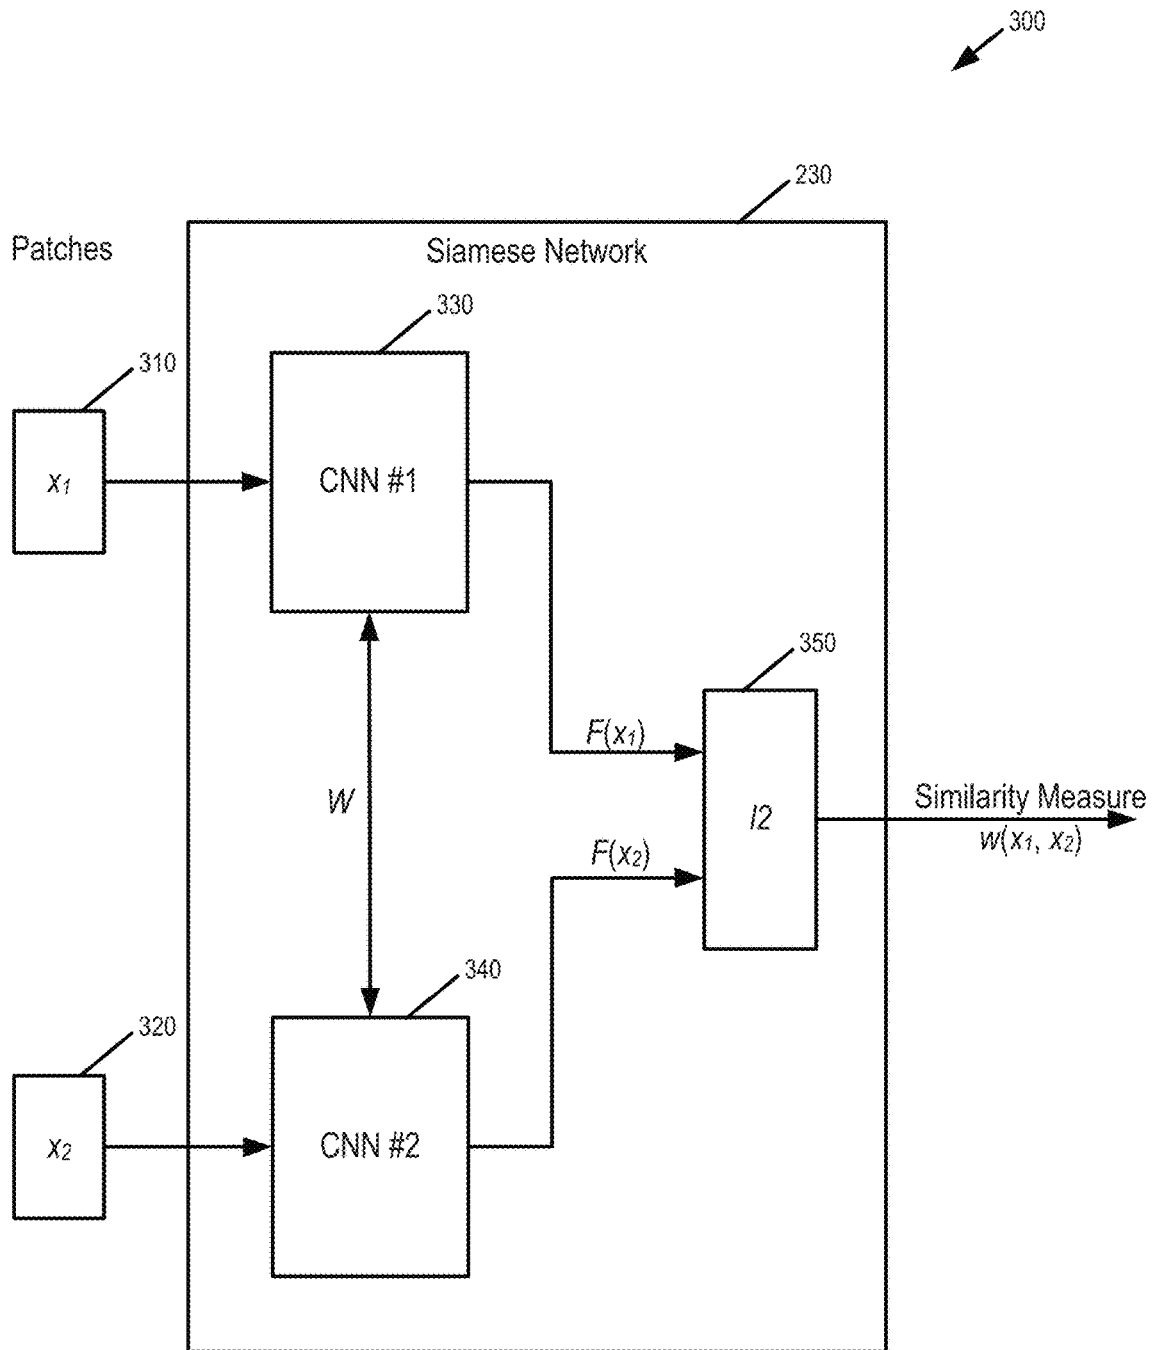 300
230
Patches
Siamese Network
330
310
x1
CNN #1
350
F(x1)
W
l2
Similarity Measure
w(x1, x2)
F(x2)
340
320
x2
CNN #2